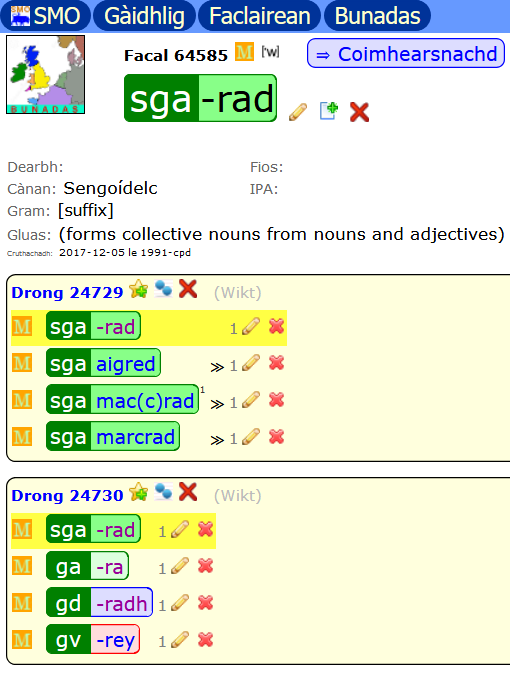 SMO Gàidhlig Faclairean Bunadas
Facal 64585 M ['w] ⇒ Coimhearsnachd
BUNADAS
sga -rad
Dearbh: Fios:
Cànan: Sengoídelc IPA:
Gram: [suffix]
Gluas: (forms collective nouns from nouns and adjectives)
Cruthachadh: 2017-12-05 le 1991-cpd
Drong 24729 (Wikt)
M sga -rad 1
M sga aigred ≫ 1
M sga mac(c)rad 1 ≫ 1
M sga marcrad ≫ 1
Drong 24730 (Wikt)
M sga -rad 1
M ga -ra 1
M gd -radh 1
M gv -rey 1